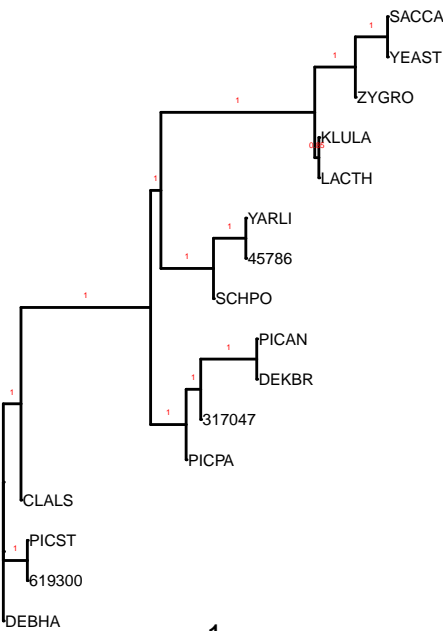 SACCA
1
1
YEAST
1
ZYGRO
1
KLULA
LACTH
YARLI
1
1
45786
1
SCHPO
1
PICAN
1
DEKBR
1
317047
1
PICPA
1
CLALS
PICST
1
619300
DEBHA